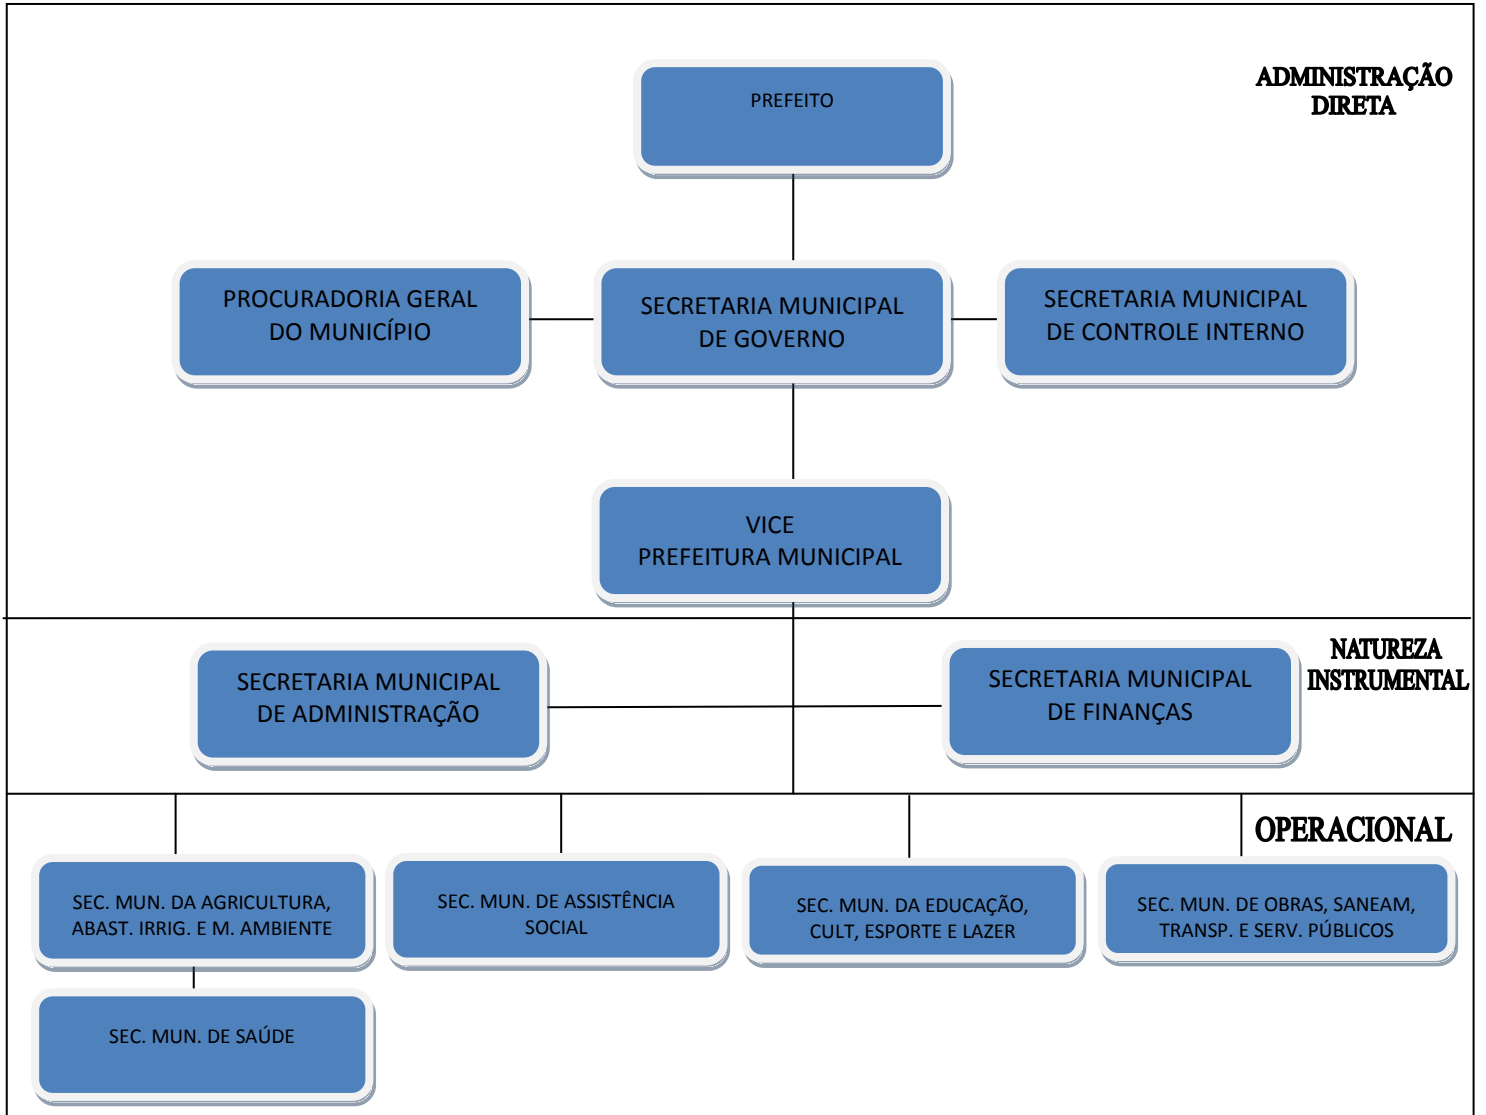 ADMINISTRAÇÃO
DIRETA
PREFEITO
PROCURADORIA GERAL
DO MUNICÍPIO
SECRETARIA MUNICIPAL
DE GOVERNO
SECRETARIA MUNICIPAL
DE CONTROLE INTERNO
VICE
PREFEITURA MUNICIPAL
NATUREZA
INSTRUMENTAL
SECRETARIA MUNICIPAL
DE ADMINISTRAÇÃO
SECRETARIA MUNICIPAL
DE FINANÇAS
OPERACIONAL
SEC. MUN. DA AGRICULTURA,
ABAST. IRRIG. E M. AMBIENTE
SEC. MUN. DE ASSISTÊNCIA
SOCIAL
SEC. MUN. DA EDUCAÇÃO,
CULT, ESPORTE E LAZER
SEC. MUN. DE OBRAS, SANEAM,
TRANSP. E SERV. PÚBLICOS
SEC. MUN. DE SAÚDE